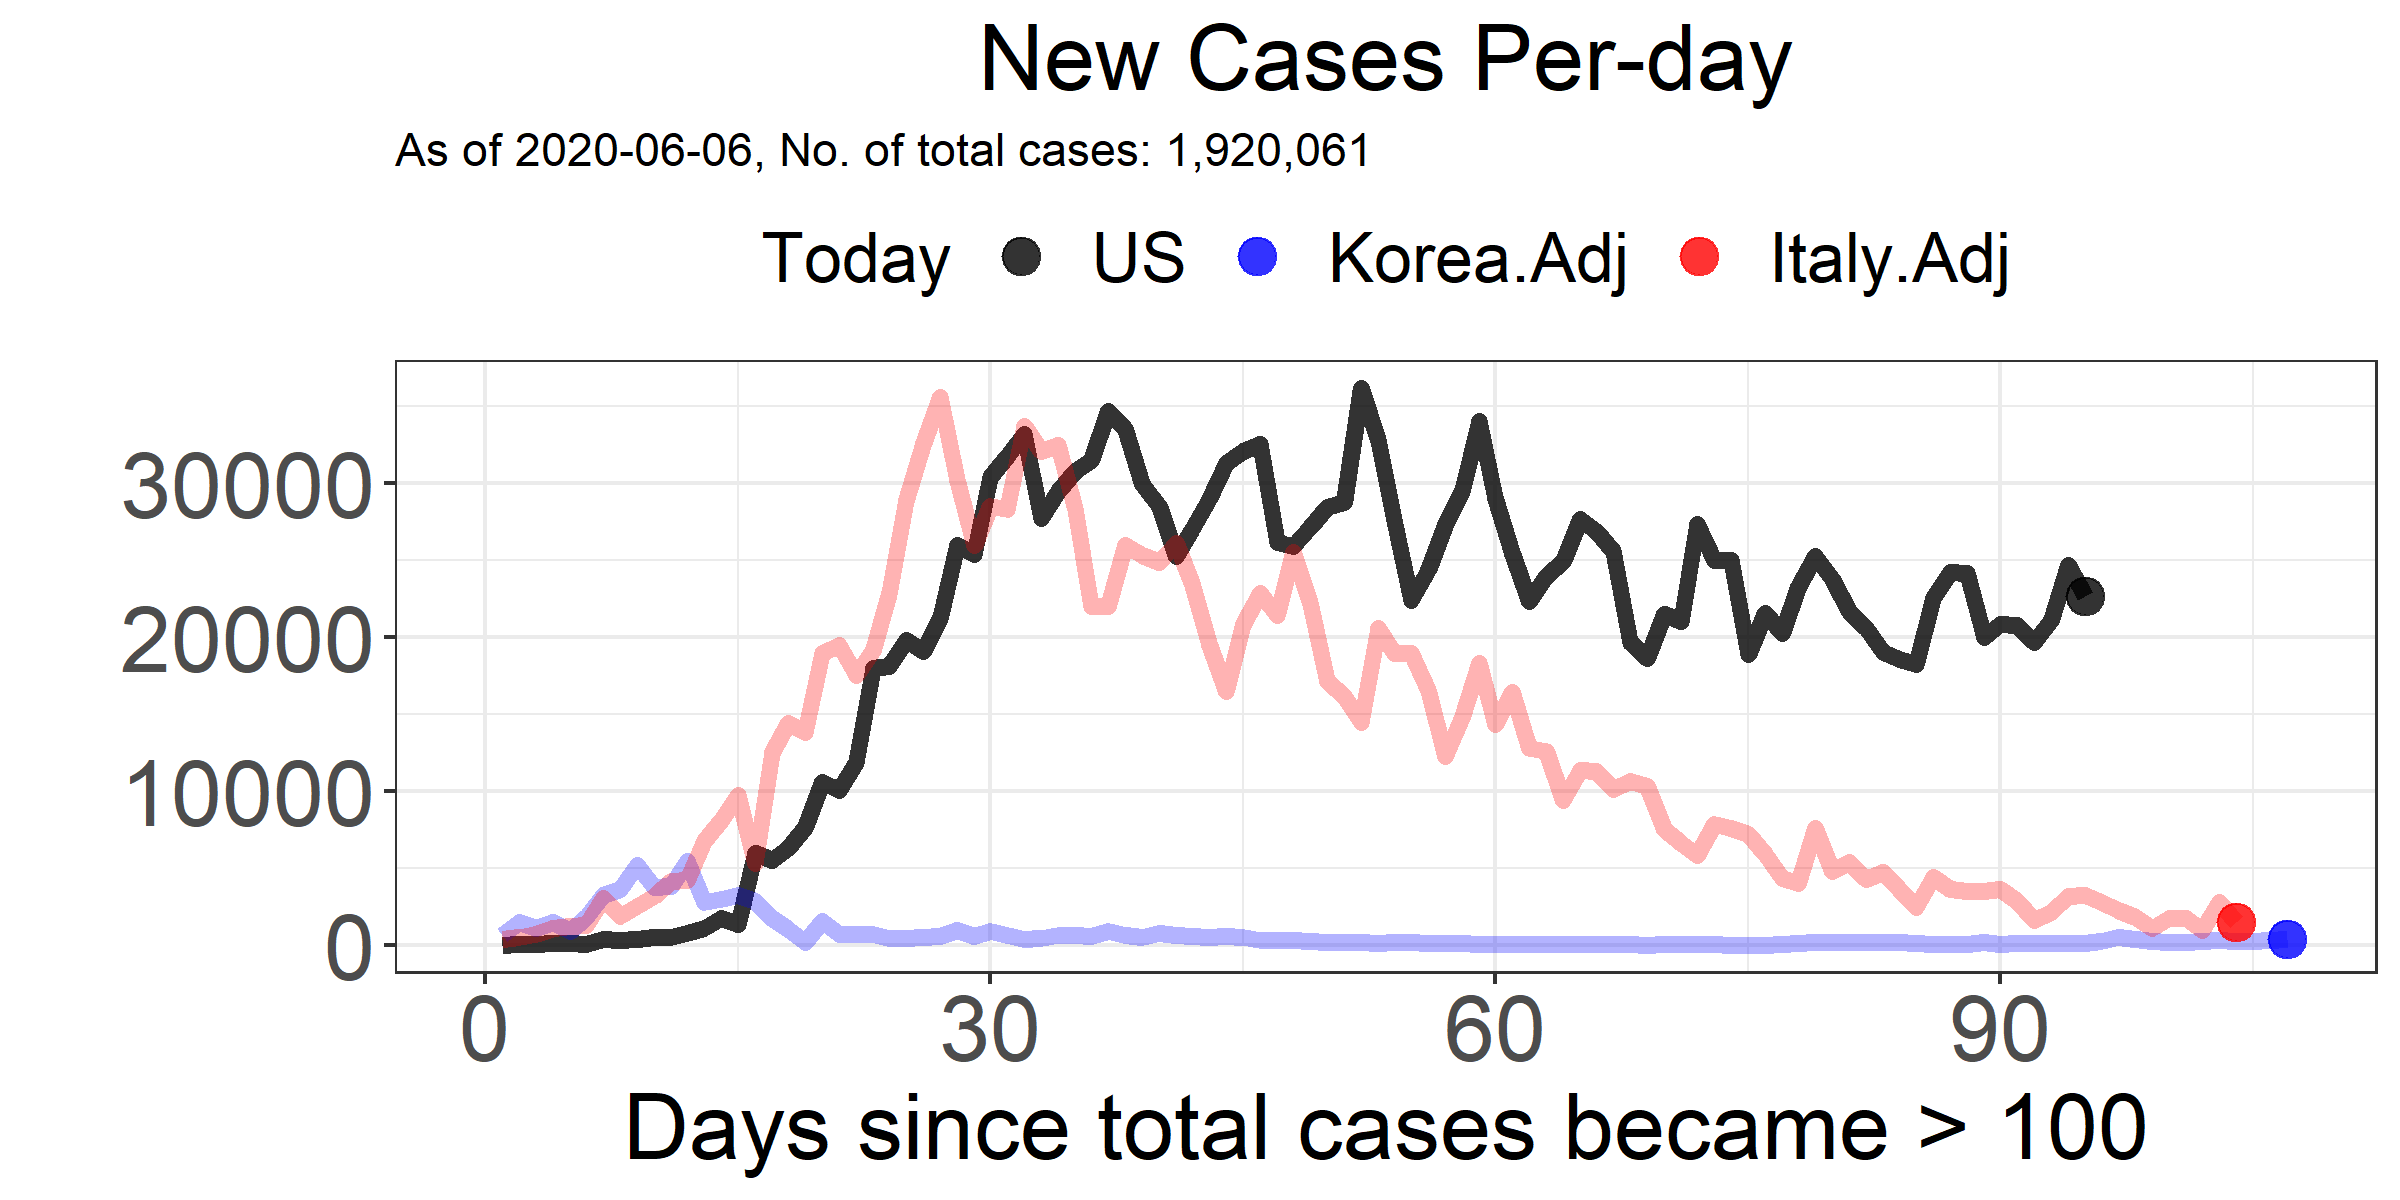 New Cases Per-day
As of 2020-06-06, No. of total cases: 1,920,061
Today US Korea.Adj Italy.Adj
30000
20000
10000
0
0 30 60 90
Days since total cases became > 100